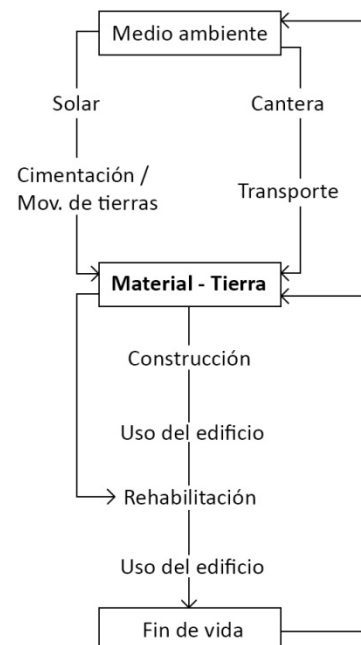 Medio ambiente
Solar
Cantera
Cimentación /
Mov. de tierras
Transporte
Material - Tierra
Construcción
Uso del edificio
Rehabilitación
Uso del edificio
Fin de vida